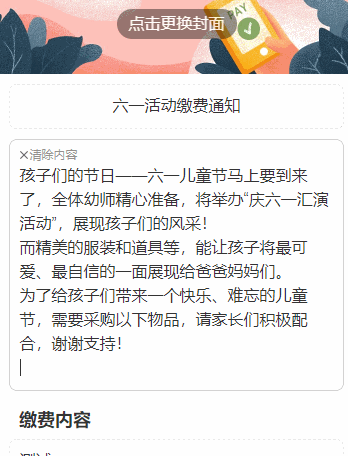 PAY
点击更换封面
六一活动缴费通知
×清除内容
孩子们的节日——六一儿童节马上要到来
了，全体幼师精心准备，将举办“庆六一汇演
活动”，展现孩子们的风采！
而精美的服装和道具等，能让孩子将最可
爱、最自信的一面展现给爸爸妈妈们。
为了给孩子们带来一个快乐、难忘的儿童
节，需要采购以下物品，请家长们积极配
合，谢谢支持！
缴费内容